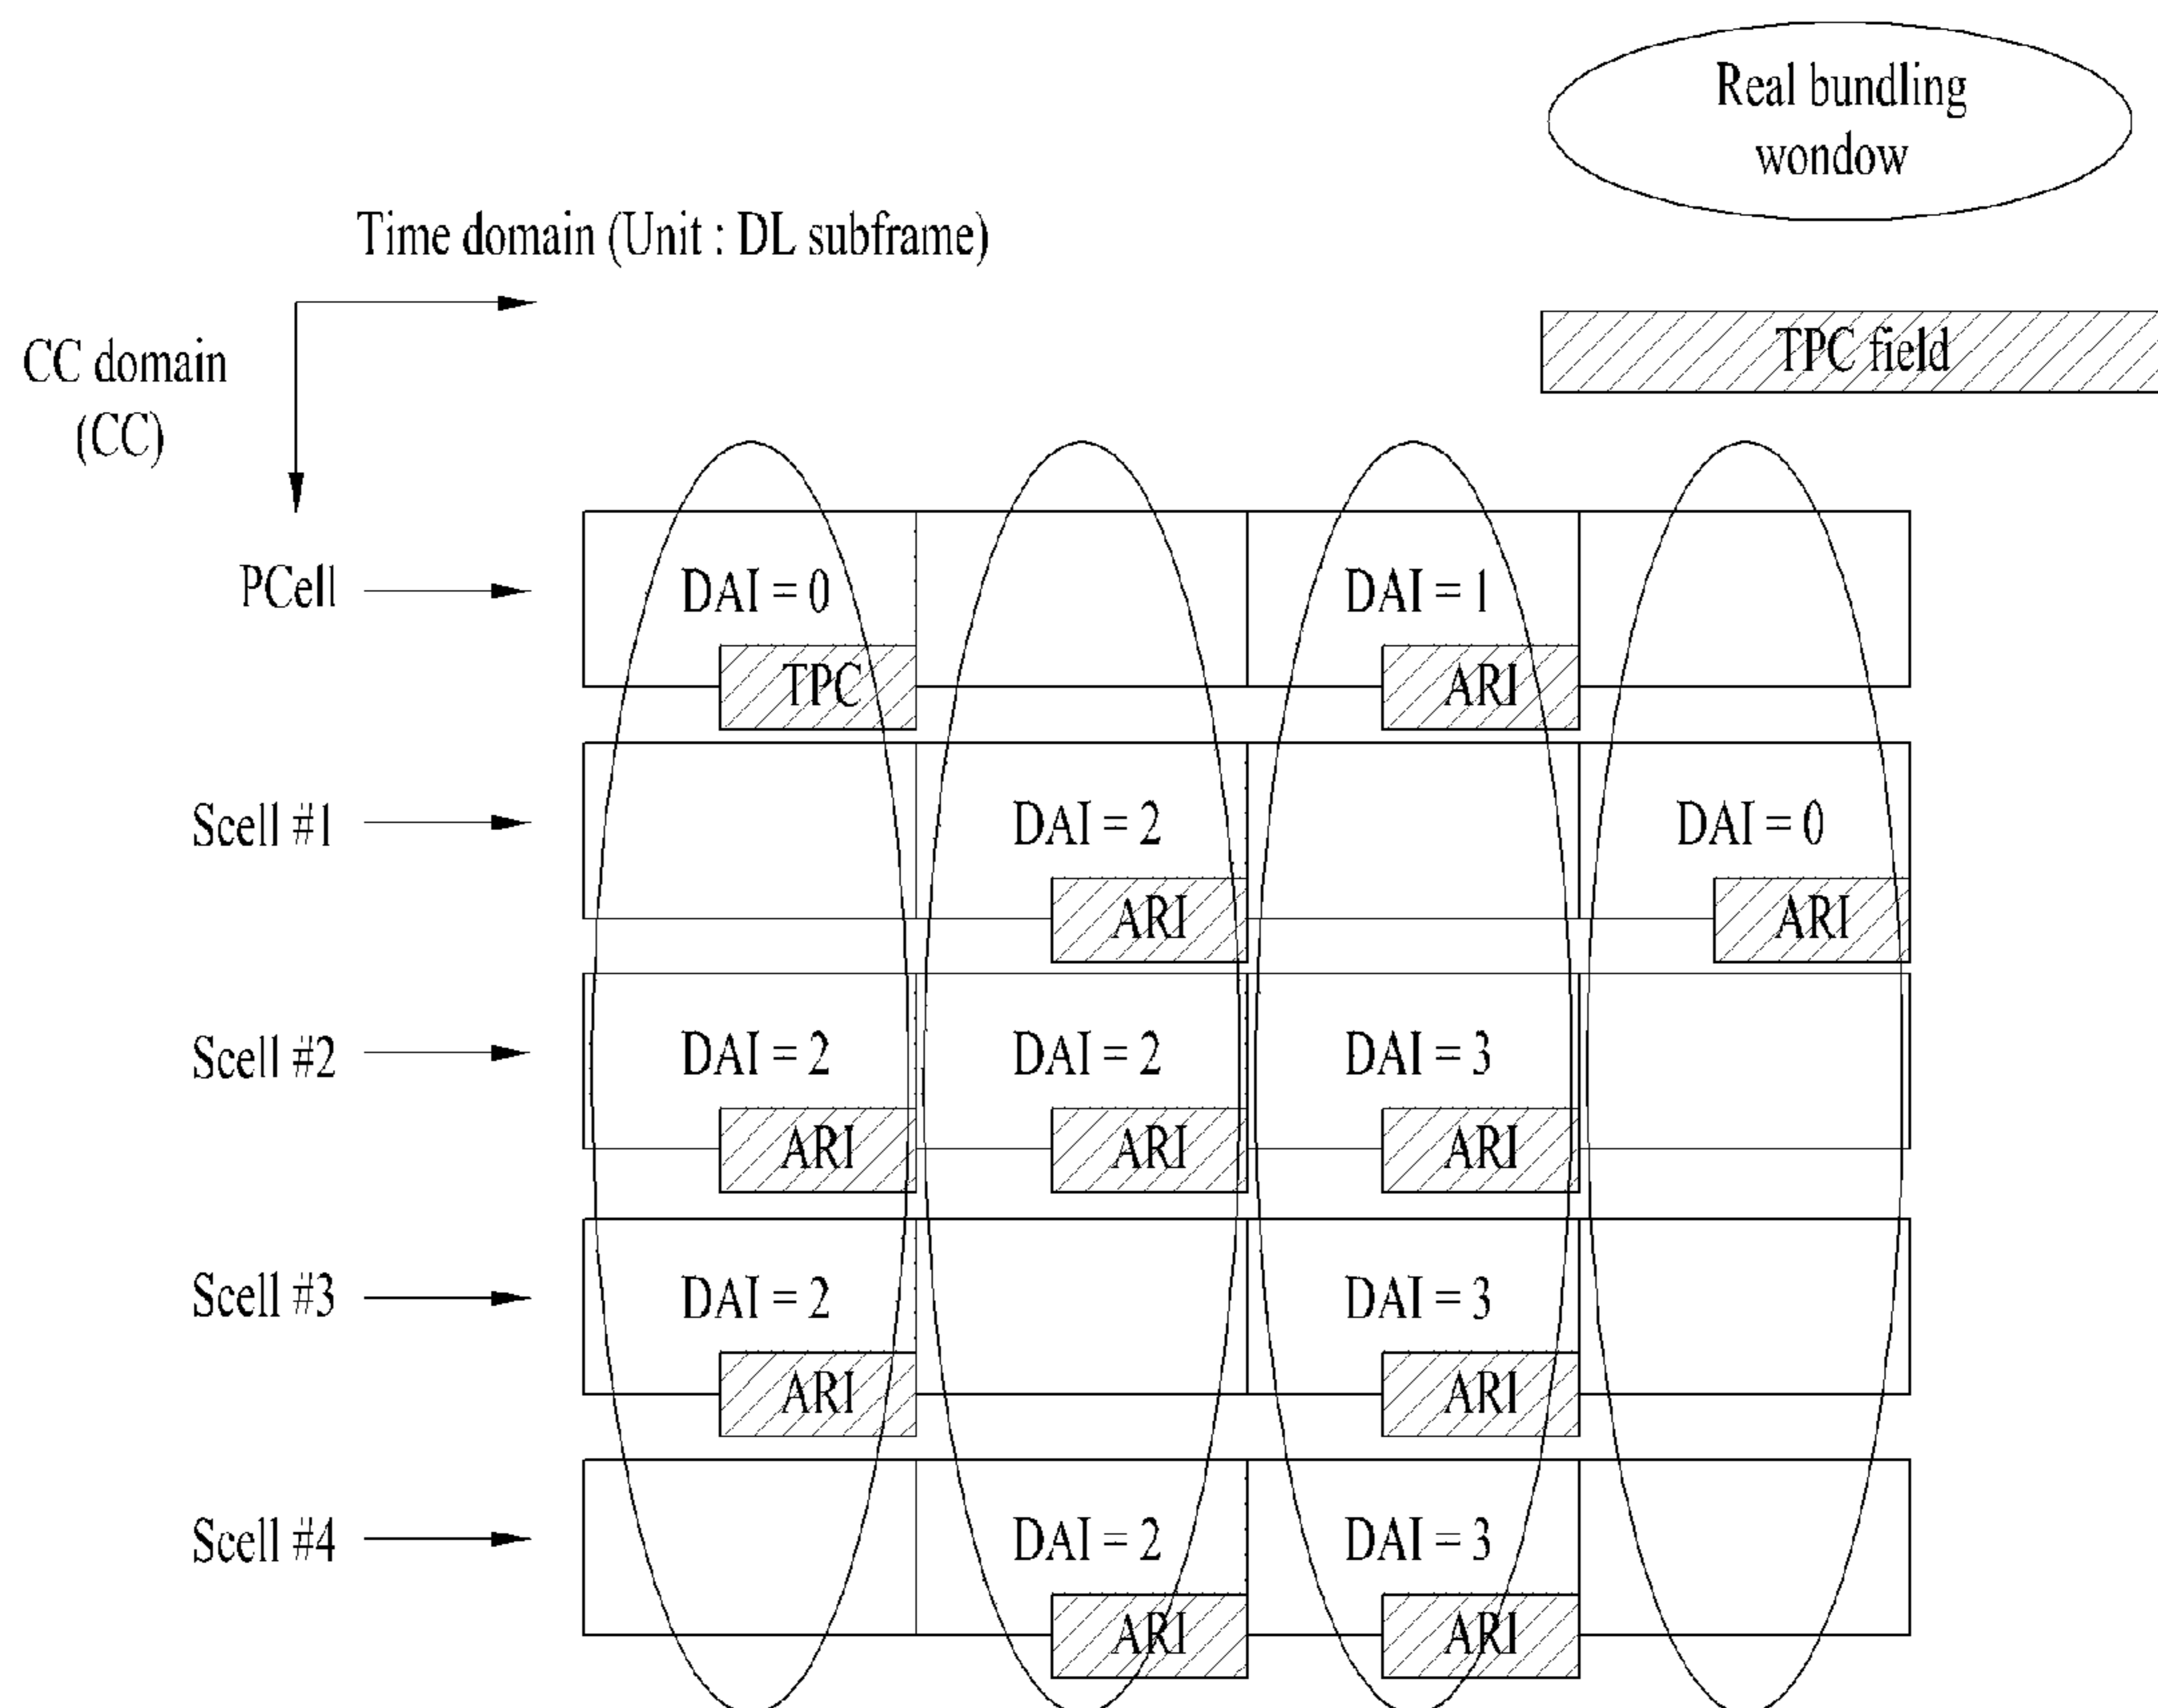 Real bundling
wondow
Time domain (Unit : DL subframe)
TPC field
CC domain
(CC)
PCell
DAI = 0
DAI = 1
TPC
ARI
Scell #1
DAI = 2
DAI = 0
ARI
ARI
Scell #2
DAI = 2
DAI = 2
DAI = 3
ARI
ARI
ARI
Scell #3
DAI = 2
DAI = 3
ARI
ARI
Scell #4
DAI = 2
DAI = 3
ARI
ARI